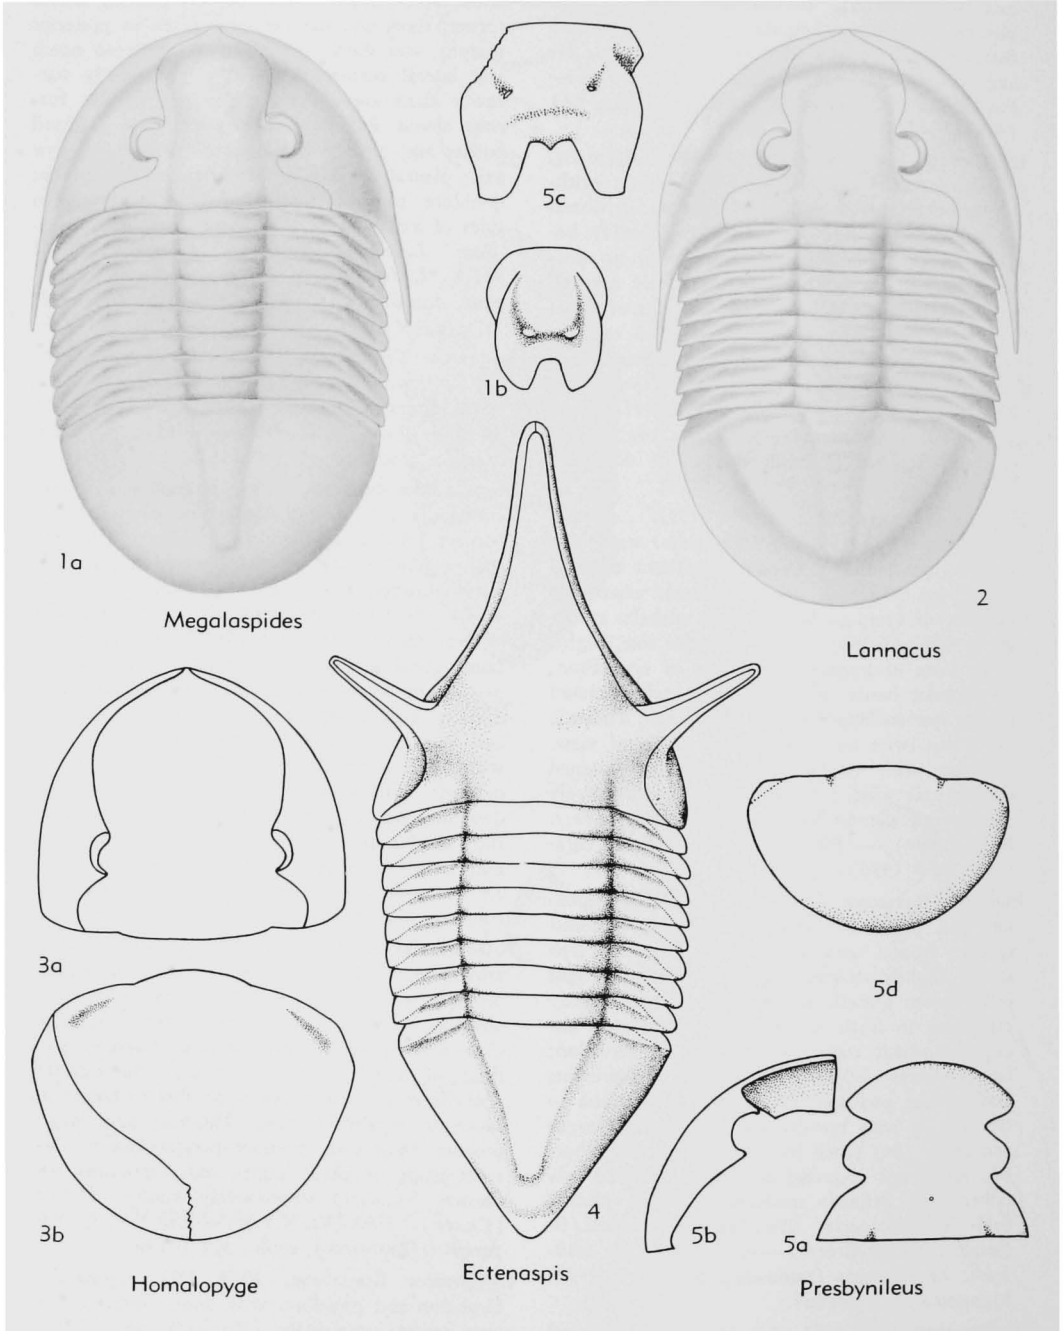 5c
1b
1a
Megalaspides
2
Lannacus
3a
5d
3b
4
5b
5a
Homalopyge
Ectenaspis
Presbynileus